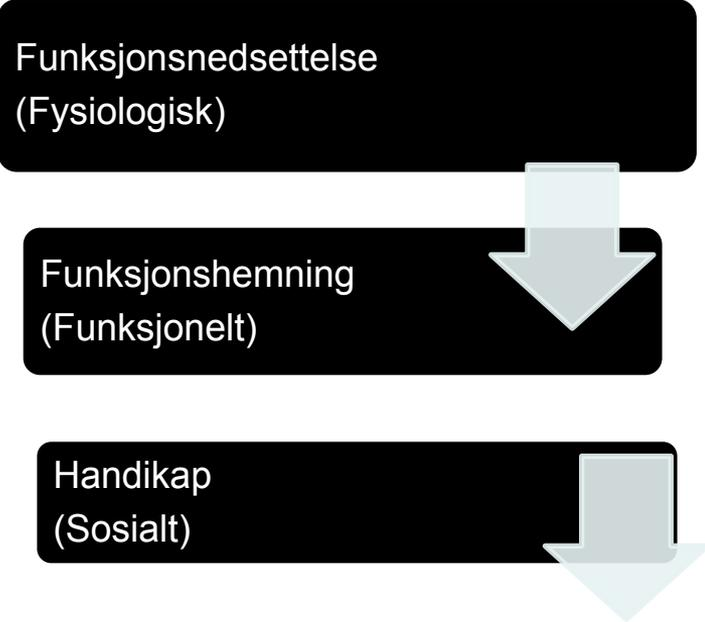 Funksjonsnedsettelse
(Fysiologisk)
Funksjonshemning
(Funksjonelt)
Handikap
(Sosialt)